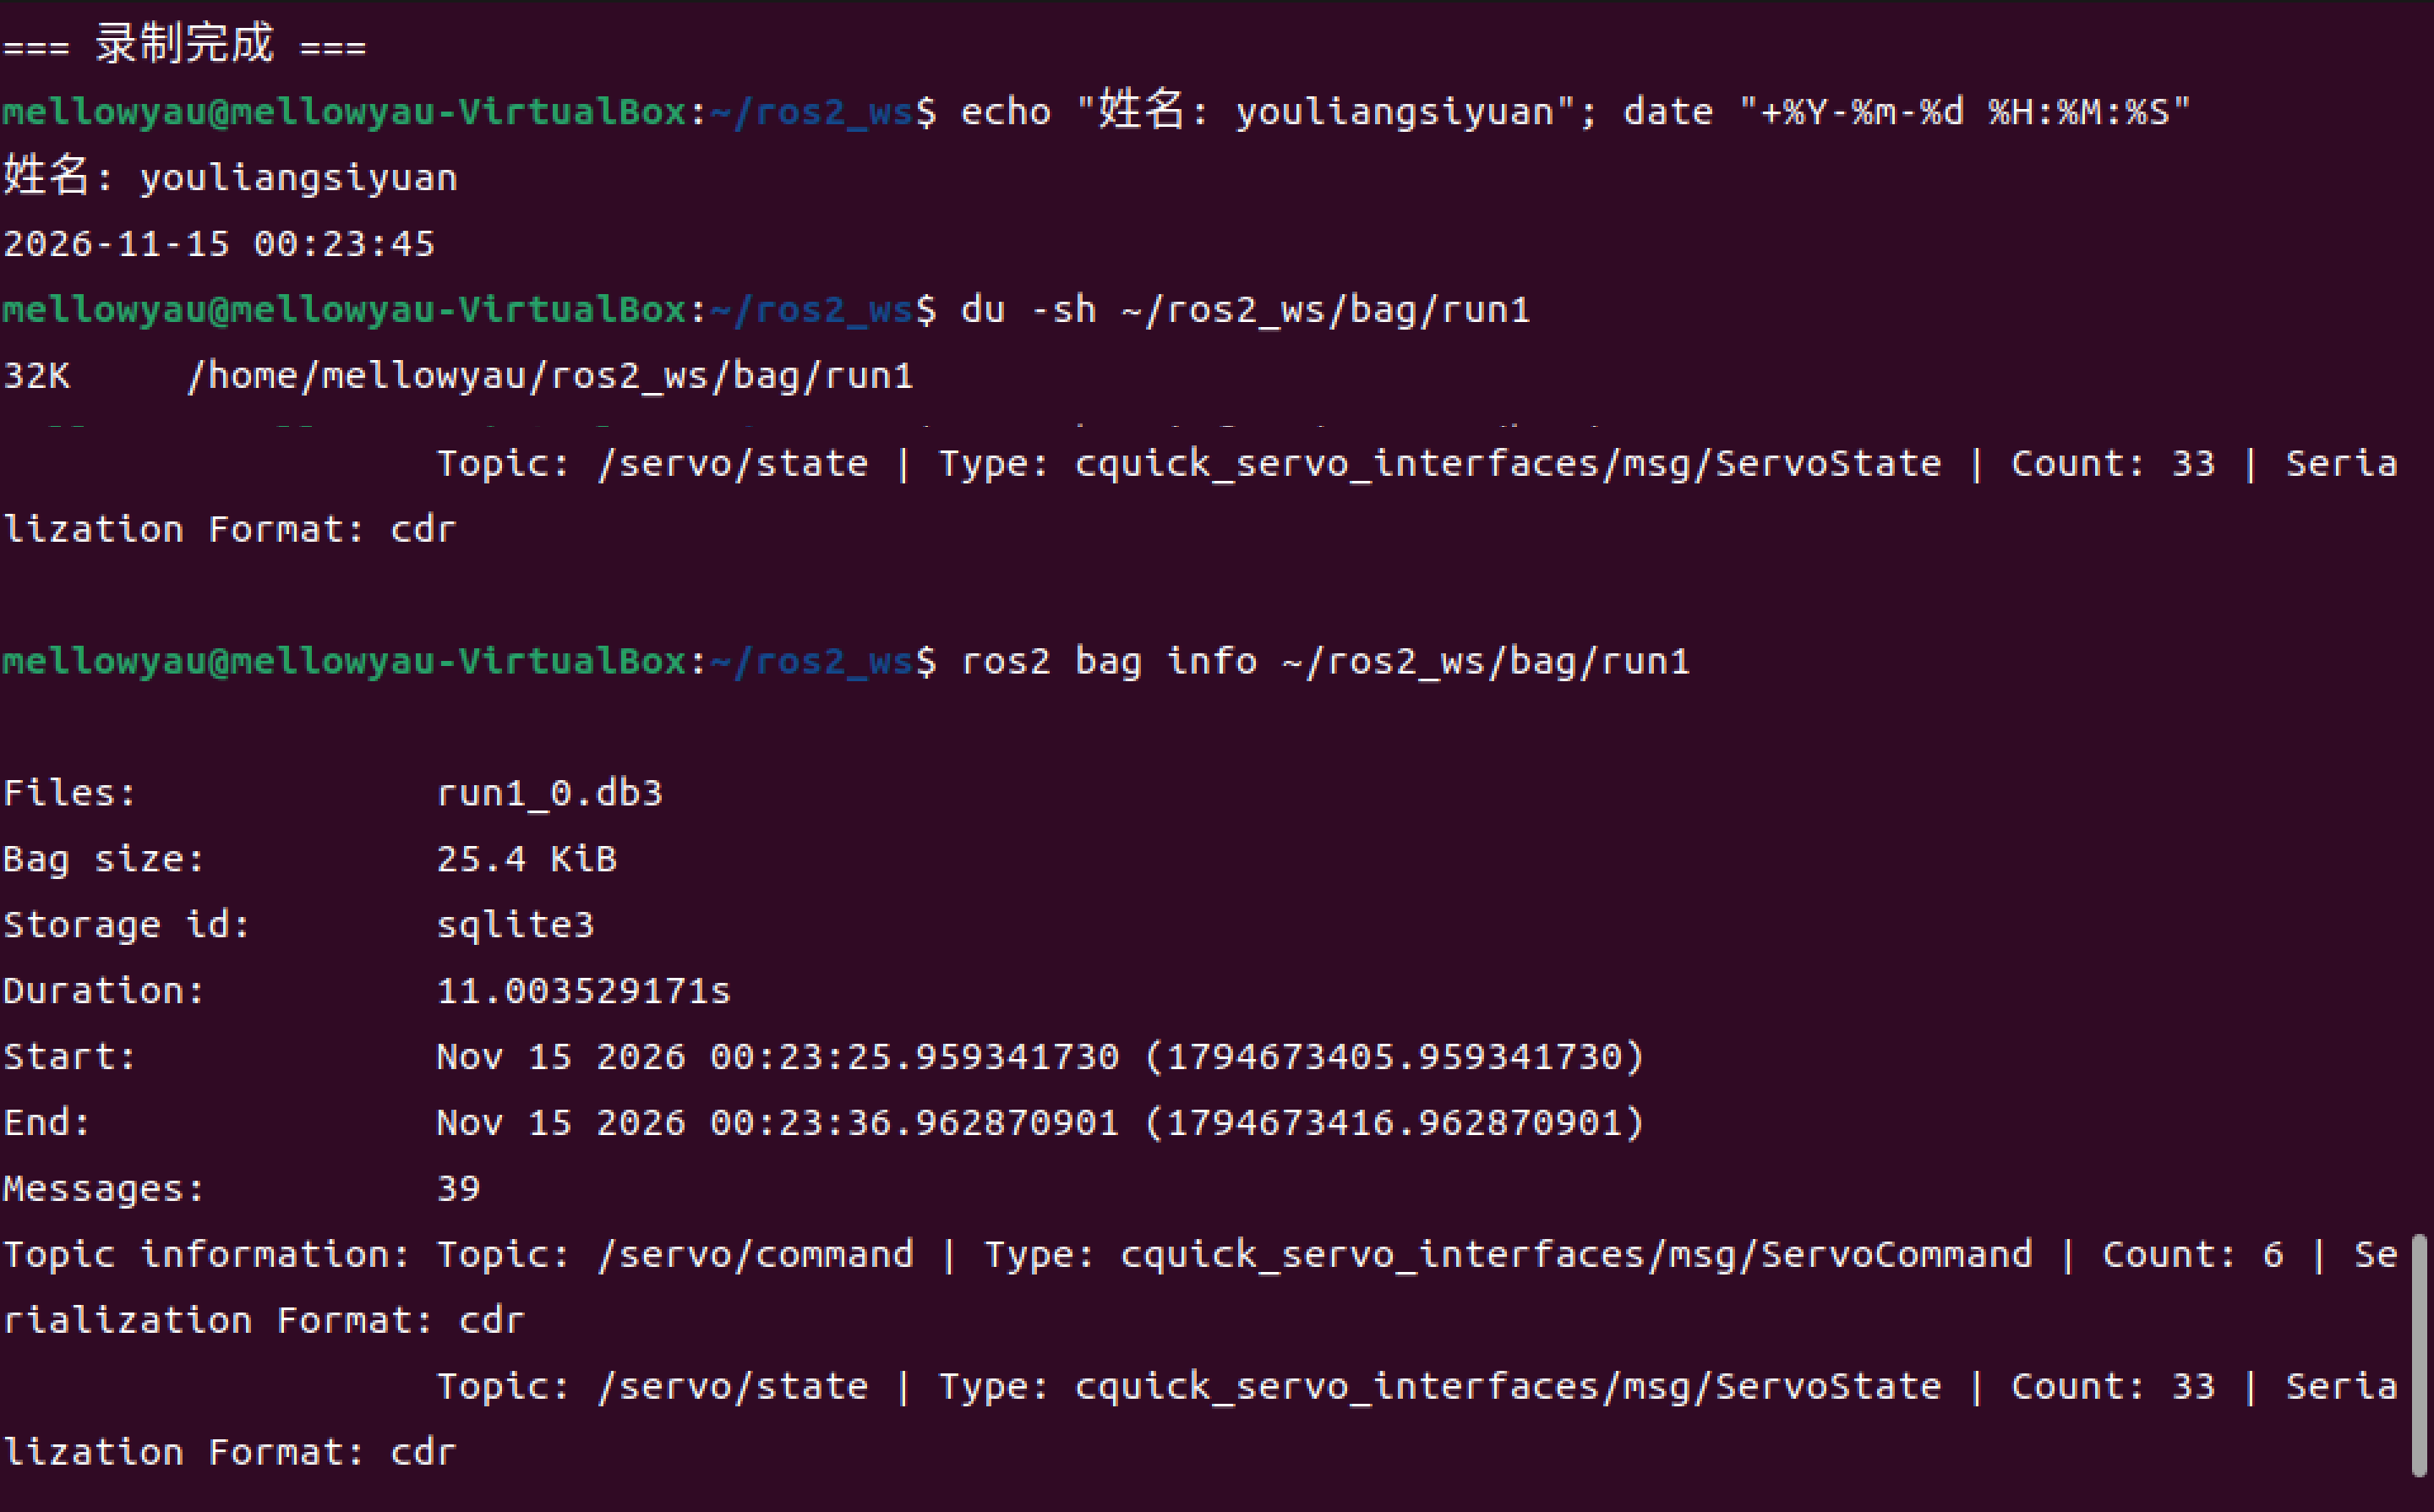 === 录制完成 ===
mellowyau@mellowyau-VirtualBox:~/ros2_ws$ echo "姓名: youliangsiyuan"; date "+%Y-%m-%d %H:%M:%S"
姓名: youliangsiyuan
2026-11-15 00:23:45
mellowyau@mellowyau-VirtualBox:~/ros2_ws$ du -sh ~/ros2_ws/bag/run1
32K     /home/mellowyau/ros2_ws/bag/run1
Topic: /servo/state | Type: cquick_servo_interfaces/msg/ServoState | Count: 33 | Seria
lization Format: cdr
mellowyau@mellowyau-VirtualBox:~/ros2_ws$ ros2 bag info ~/ros2_ws/bag/run1
Files:             run1_0.db3
Bag size:          25.4 KiB
Storage id:        sqlite3
Duration:          11.003529171s
Start:             Nov 15 2026 00:23:25.959341730 (1794673405.959341730)
End:               Nov 15 2026 00:23:36.962870901 (1794673416.962870901)
Messages:          39
Topic information: Topic: /servo/command | Type: cquick_servo_interfaces/msg/ServoCommand | Count: 6 | Se
rialization Format: cdr
Topic: /servo/state | Type: cquick_servo_interfaces/msg/ServoState | Count: 33 | Seria
lization Format: cdr